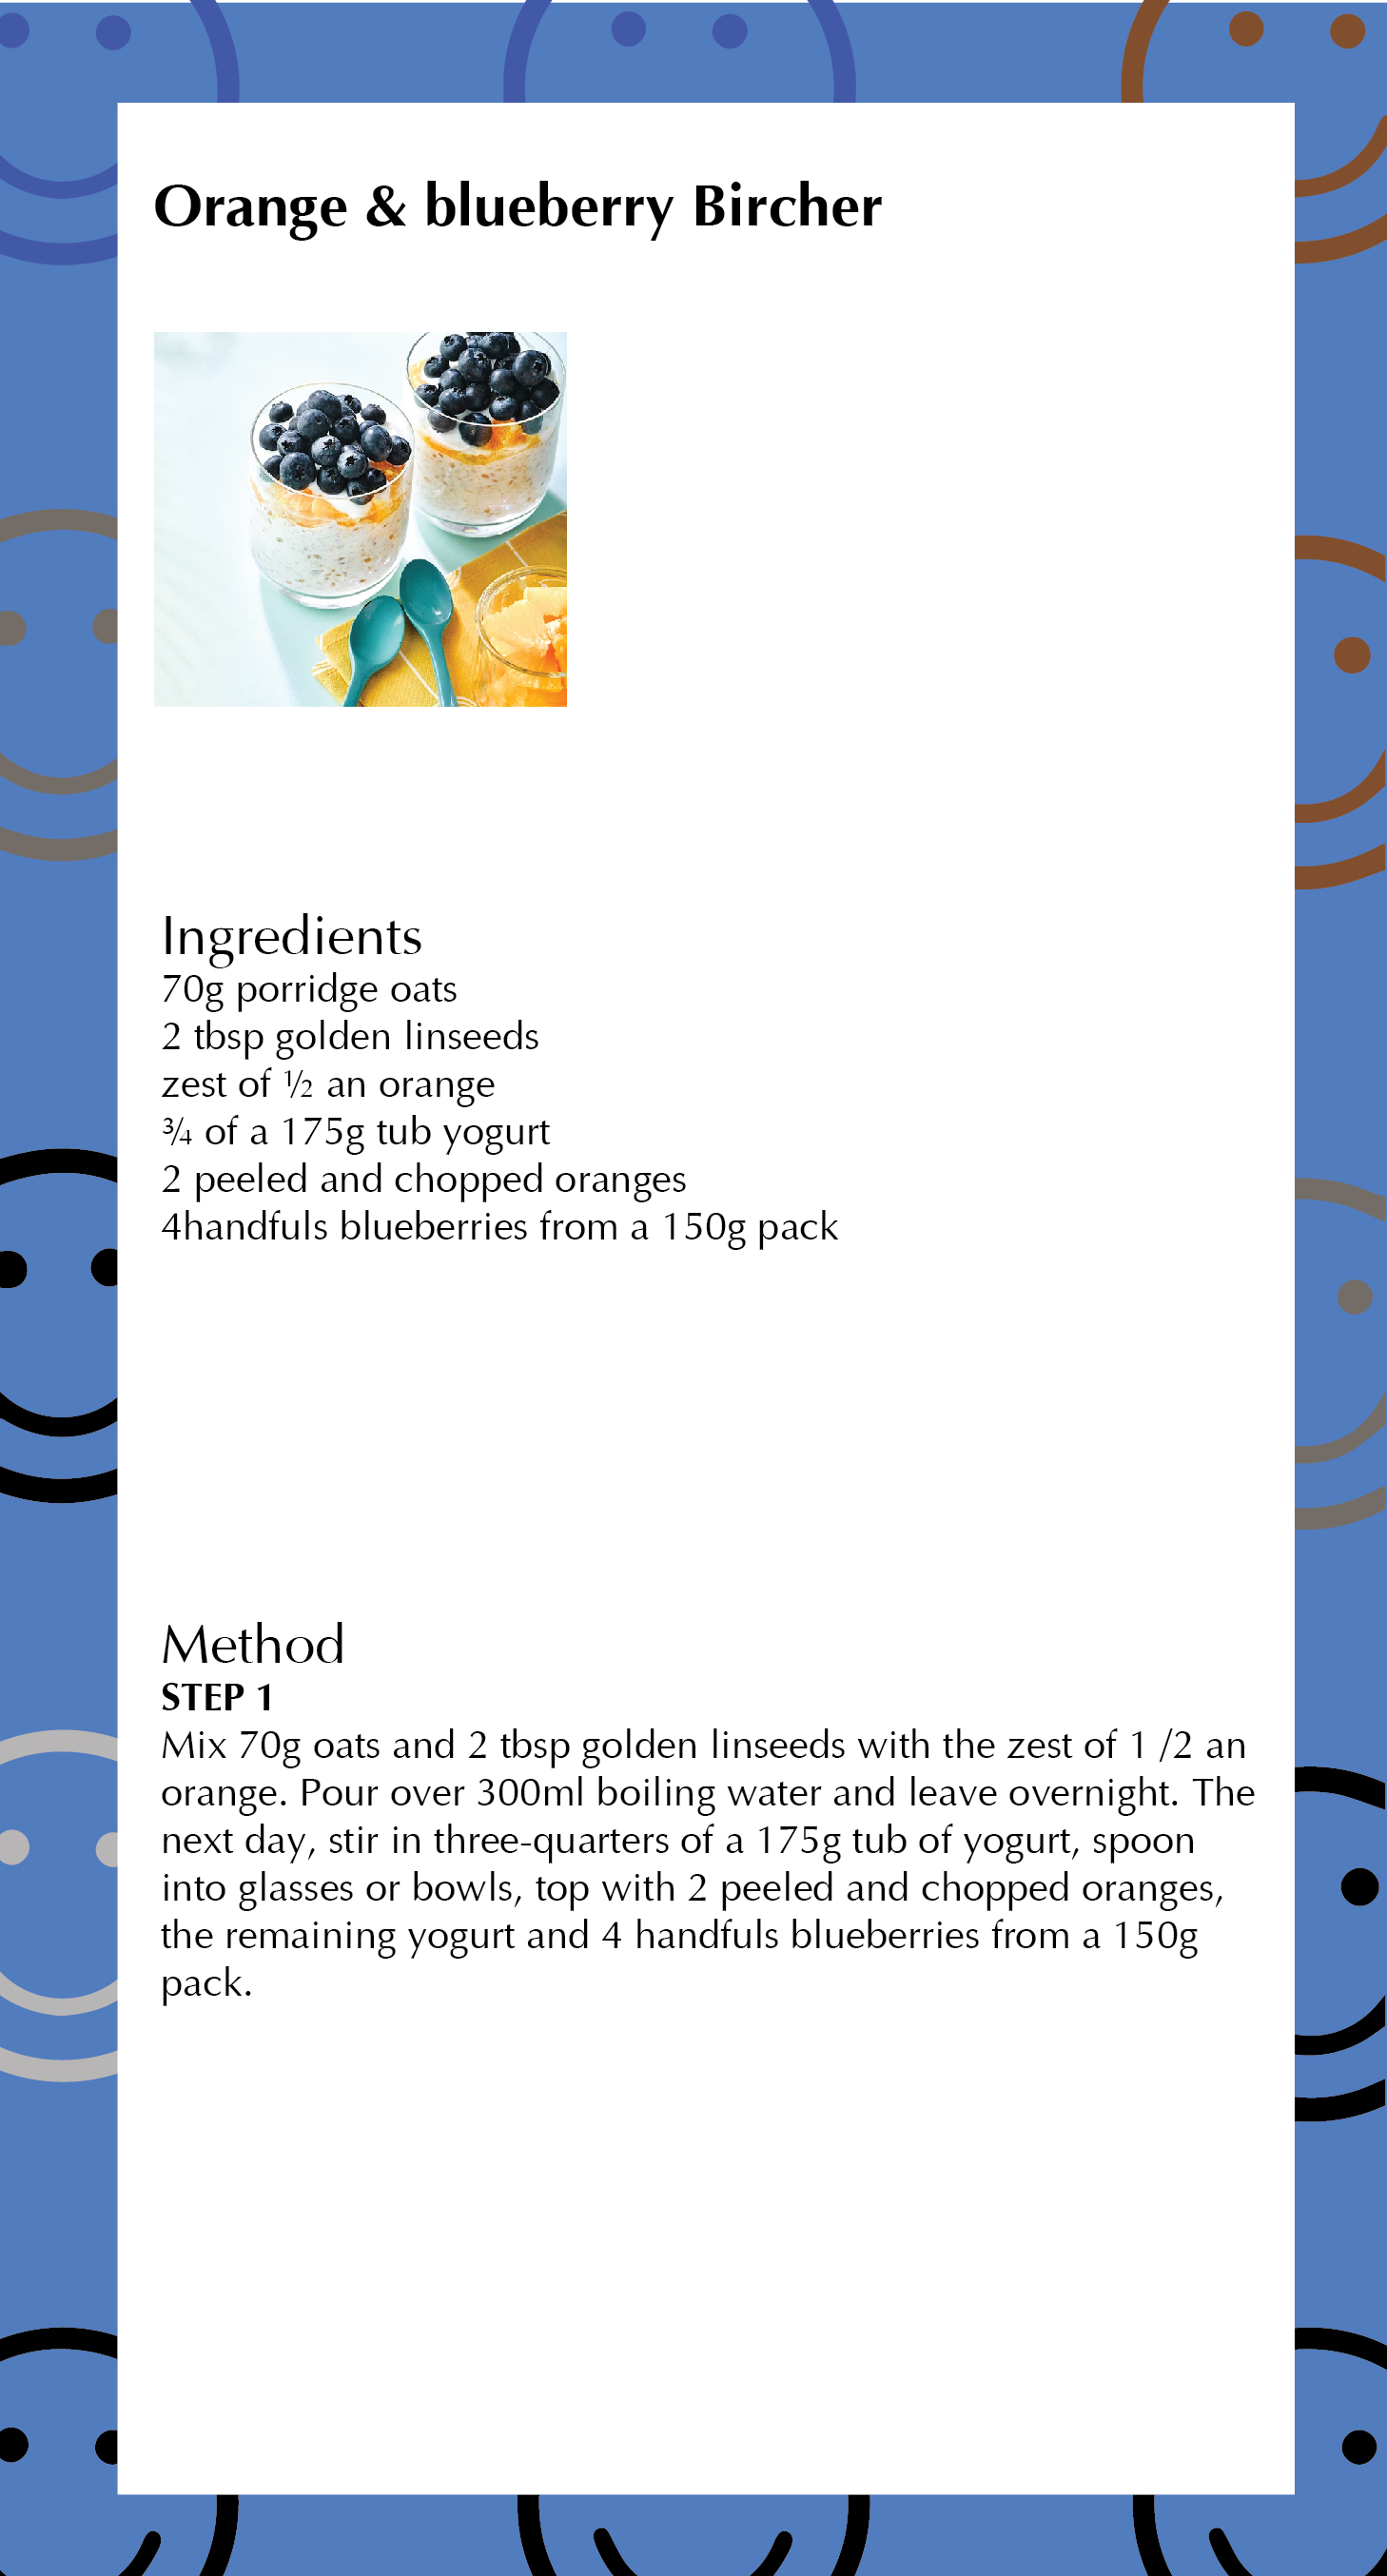 Orange & blueberry Bircher
Ingredients
70g porridge oats
2 tbsp golden linseeds
zest of ½ an orange
¾ of a 175g tub yogurt
2 peeled and chopped oranges
4handfuls blueberries from a 150g pack
Method
STEP 1
Mix 70g oats and 2 tbsp golden linseeds with the zest of 1 /2 an
orange. Pour over 300ml boiling water and leave overnight. The
next day, stir in three-quarters of a 175g tub of yogurt, spoon
into glasses or bowls, top with 2 peeled and chopped oranges,
the remaining yogurt and 4 handfuls blueberries from a 150g
pack.